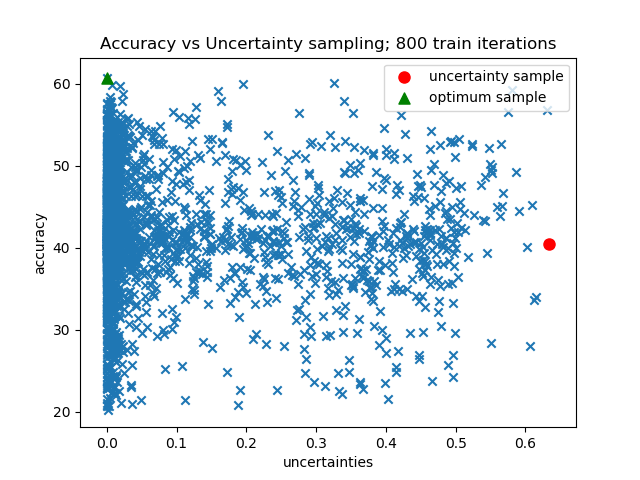 Accuracy vs Uncertainty sampling; 800 train iterations
uncertainty sample
optimum sample
accuracy
60
50
40
30
20
0.0 0.1 0.2 0.3 0.4 0.5 0.6
uncertainties